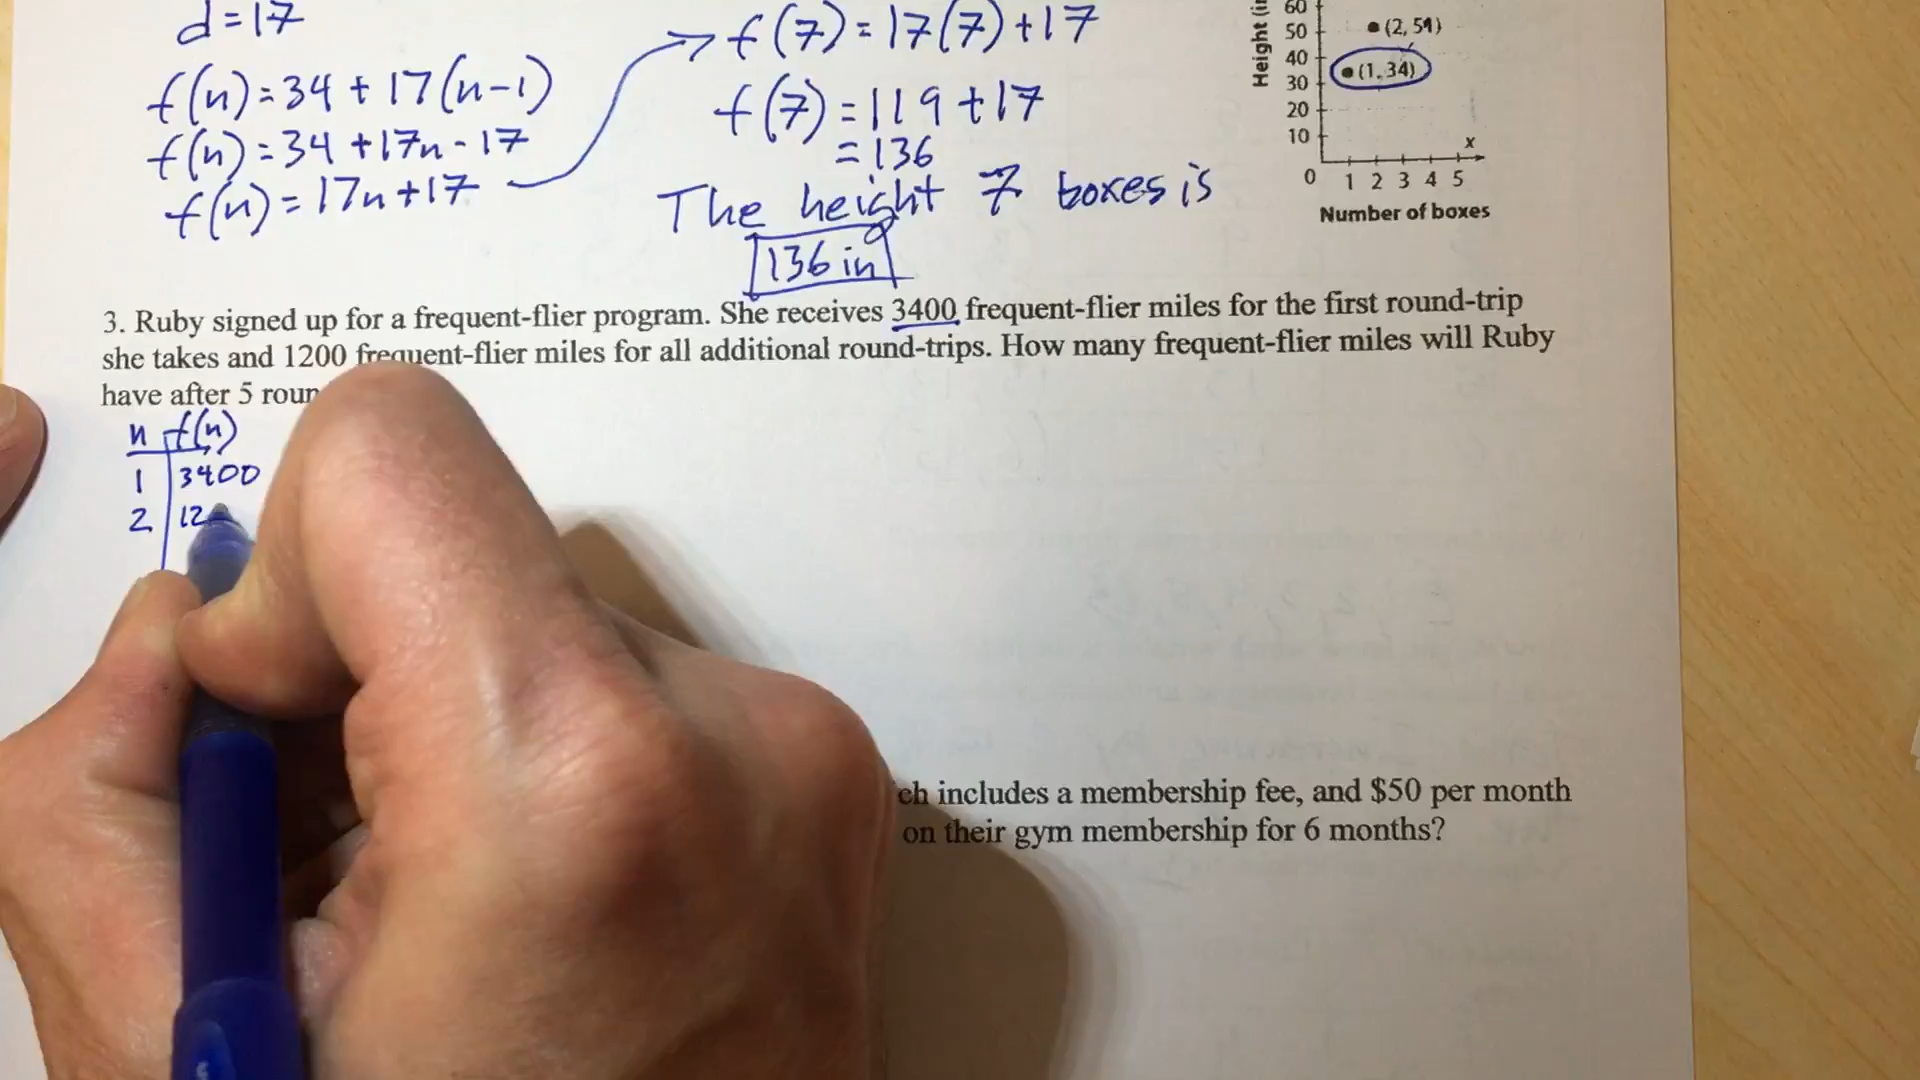 d=17
f(n)=34+17(n-1)
f(n)=34+17n-17
f(n)=17n+17
f(7)=17(7)+17
f(7)=119+17
=136
The height 7 boxes is
136 in
Height (in
60
50
40
30
20
10
0
(2, 51)
(1, 34)
x
1 2 3 4 5
Number of boxes
3. Ruby signed up for a frequent-flier program. She receives 3400 frequent-flier miles for the first round-trip
she takes and 1200 frequent-flier miles for all additional round-trips. How many frequent-flier miles will Ruby
have after 5 roun
n f(n)
1 3400
2 12
ch includes a membership fee, and $50 per month
on their gym membership for 6 months?